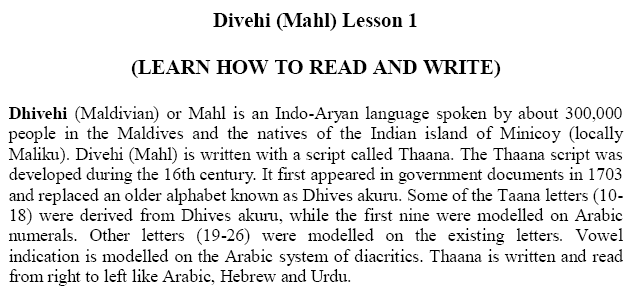 Divehi (Mahl) Lesson 1
(LEARN HOW TO READ AND WRITE)
Dhivehi (Maldivian) or Mahl is an Indo-Aryan language spoken by about 300,000
people in the Maldives and the natives of the Indian island of Minicoy (locally
Maliku). Divehi (Mahl) is written with a script called Thaana. The Thaana script was
developed during the 16th century. It first appeared in government documents in 1703
and replaced an older alphabet known as Dhives akuru. Some of the Taana letters (10-
18) were derived from Dhives akuru, while the first nine were modelled on Arabic
numerals. Other letters (19-26) were modelled on the existing letters. Vowel
indication is modelled on the Arabic system of diacritics. Thaana is written and read
from right to left like Arabic, Hebrew and Urdu.